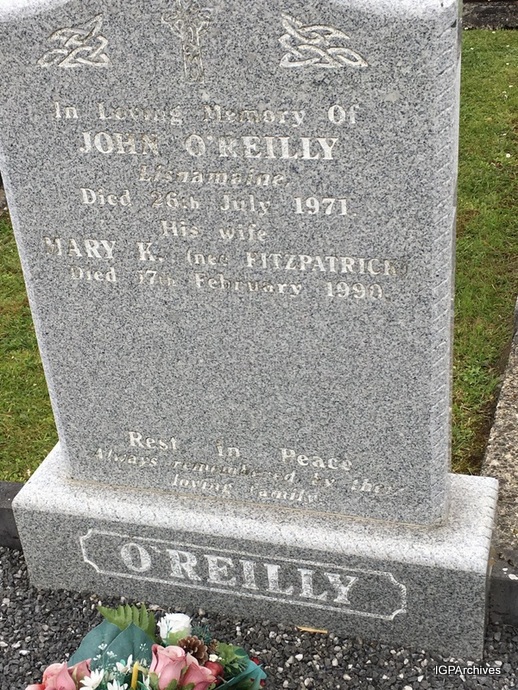 In Loving Memory Of
JOHN O'REILLY
Lisnamaine
Died 26th July 1971
His wife
MARY K. (nee FITZPATRICK)
Died 17th February 1990
Rest in Peace
Always remembered by their
loving family
O'REILLY
IGPArchives